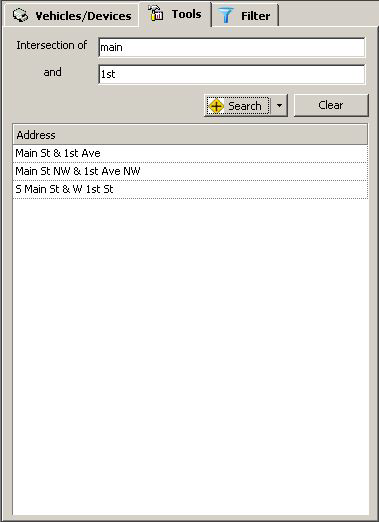 Vehicles/Devices Tools Filter
Intersection of main
and 1st
Search Clear
Address
Main St & 1st Ave
Main St NW & 1st Ave NW
S Main St & W 1st St